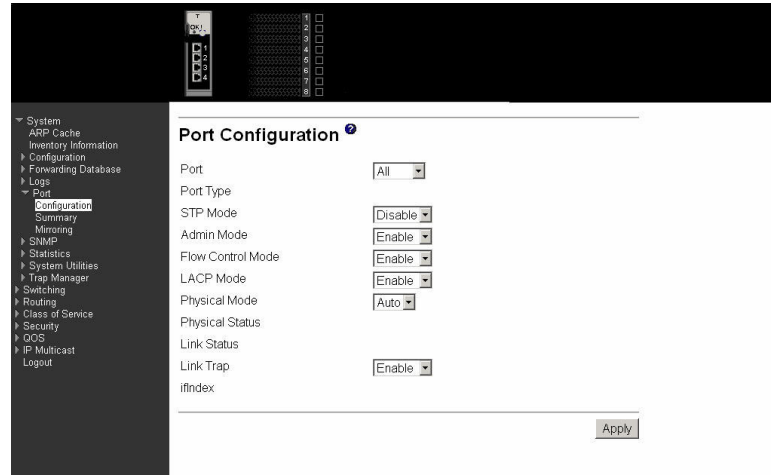 T
OK!
1
2
3
4
1
2
3
4
5
6
7
8
System
ARP Cache
Inventory Information
Configuration
Forwarding Database
Logs
Port
Configuration
Summary
Mirroring
SNMP
Statistics
System Utilities
Trap Manager
Switching
Routing
Class of Service
Security
QOS
IP Multicast
Logout
Port Configuration ?
Port All
Port Type
STP Mode Disable
Admin Mode Enable
Flow Control Mode Enable
LACP Mode Enable
Physical Mode Auto
Physical Status
Link Status
Link Trap Enable
ifIndex
Apply